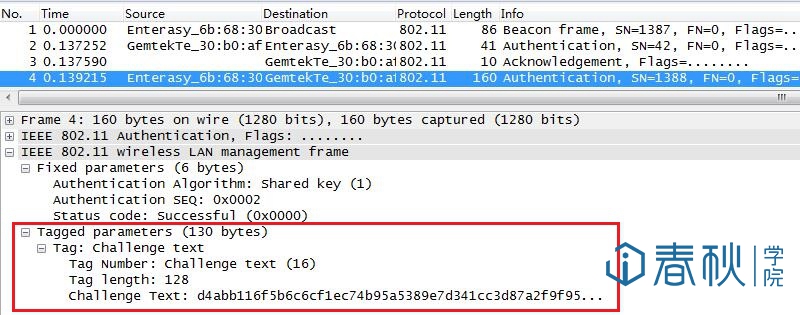 No. Time Source Destination Protocol Length Info
1 0.000000 Enterasy_6b:68:30 Broadcast 802.11 86 Beacon frame, SN=1387, FN=0, Flags=..
2 0.137252 GemtekTe_30:b0:af Enterasy_6b:68:30 802.11 41 Authentication, SN=42, FN=0, Flags=...
3 0.137590 GemtekTe_30:b0:af 802.11 10 Acknowledgement, Flags=........
4 0.139215 Enterasy_6b:68:30 GemtekTe_30:b0:af 802.11 160 Authentication, SN=1388, FN=0, Flags=
Frame 4: 160 bytes on wire (1280 bits), 160 bytes captured (1280 bits)
IEEE 802.11 Authentication, Flags: ........
IEEE 802.11 wireless LAN management frame
Fixed parameters (6 bytes)
Authentication Algorithm: Shared key (1)
Authentication SEQ: 0x0002
Status code: Successful (0x0000)
Tagged parameters (130 bytes)
Tag: Challenge text
Tag Number: Challenge text (16)
Tag length: 128
Challenge Text: d4abb116f5b6c6cf1ec74b95a5389e7d341cc3d87a2f9f95...
春秋学院